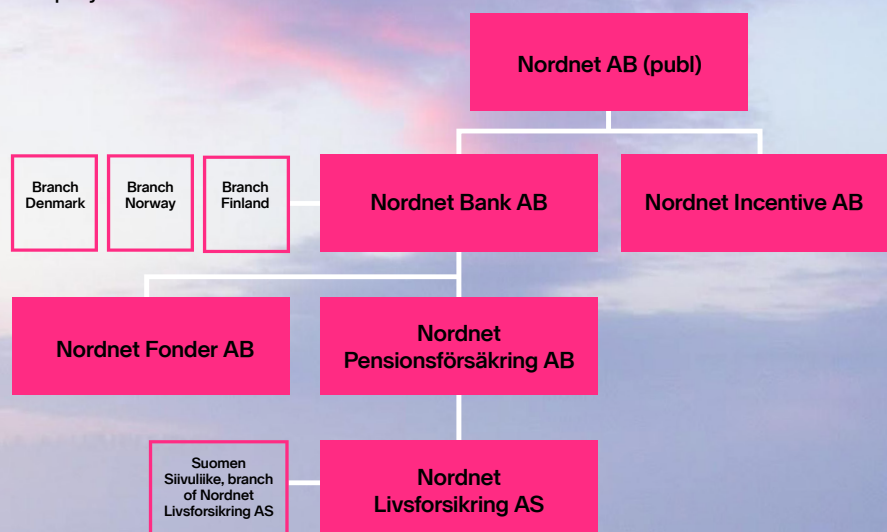 Nordnet AB (publ)
Branch
Denmark
Branch
Norway
Branch
Finland
Nordnet Bank AB
Nordnet Incentive AB
Nordnet Fonder AB
Nordnet
Pensionsförsäkring AB
Suomen
Siivuliike, branch
of Nordnet
Livsforsikring AS
Nordnet
Livsforsikring AS